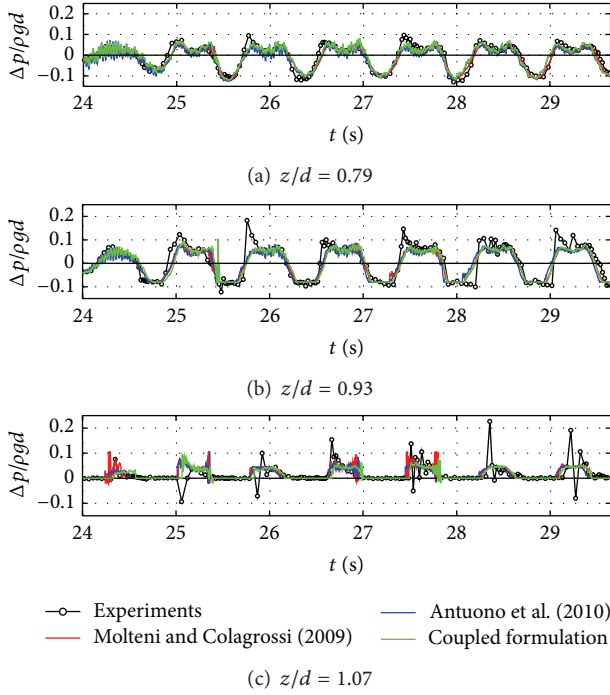 0.2
0.1
0
−0.1
Δp/ρgd
24 25 26 27 28 29
t (s)
(a) z/d = 0.79
0.2
0.1
0
−0.1
Δp/ρgd
24 25 26 27 28 29
t (s)
(b) z/d = 0.93
0.2
0.1
0
−0.1
Δp/ρgd
24 25 26 27 28 29
t (s)
Experiments
Molteni and Colagrossi (2009)
Antuono et al. (2010)
Coupled formulation
(c) z/d = 1.07